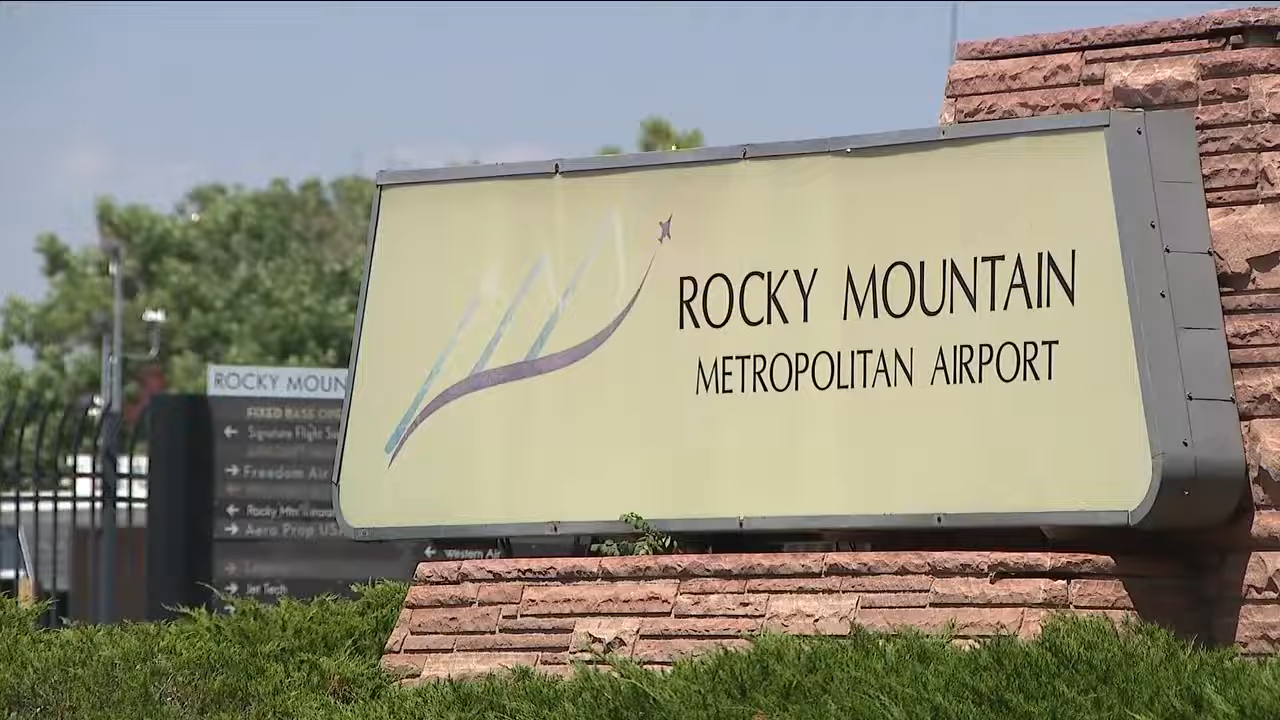 ROCKY MOUNTAIN
METROPOLITAN AIRPORT
ROCKY MOUN
FIXED BASE OPE
← Signature Flight Su
→ Freedom Air
← Rocky Mtn
→ Aero Prop US
← Western Air
→ Jet Tech